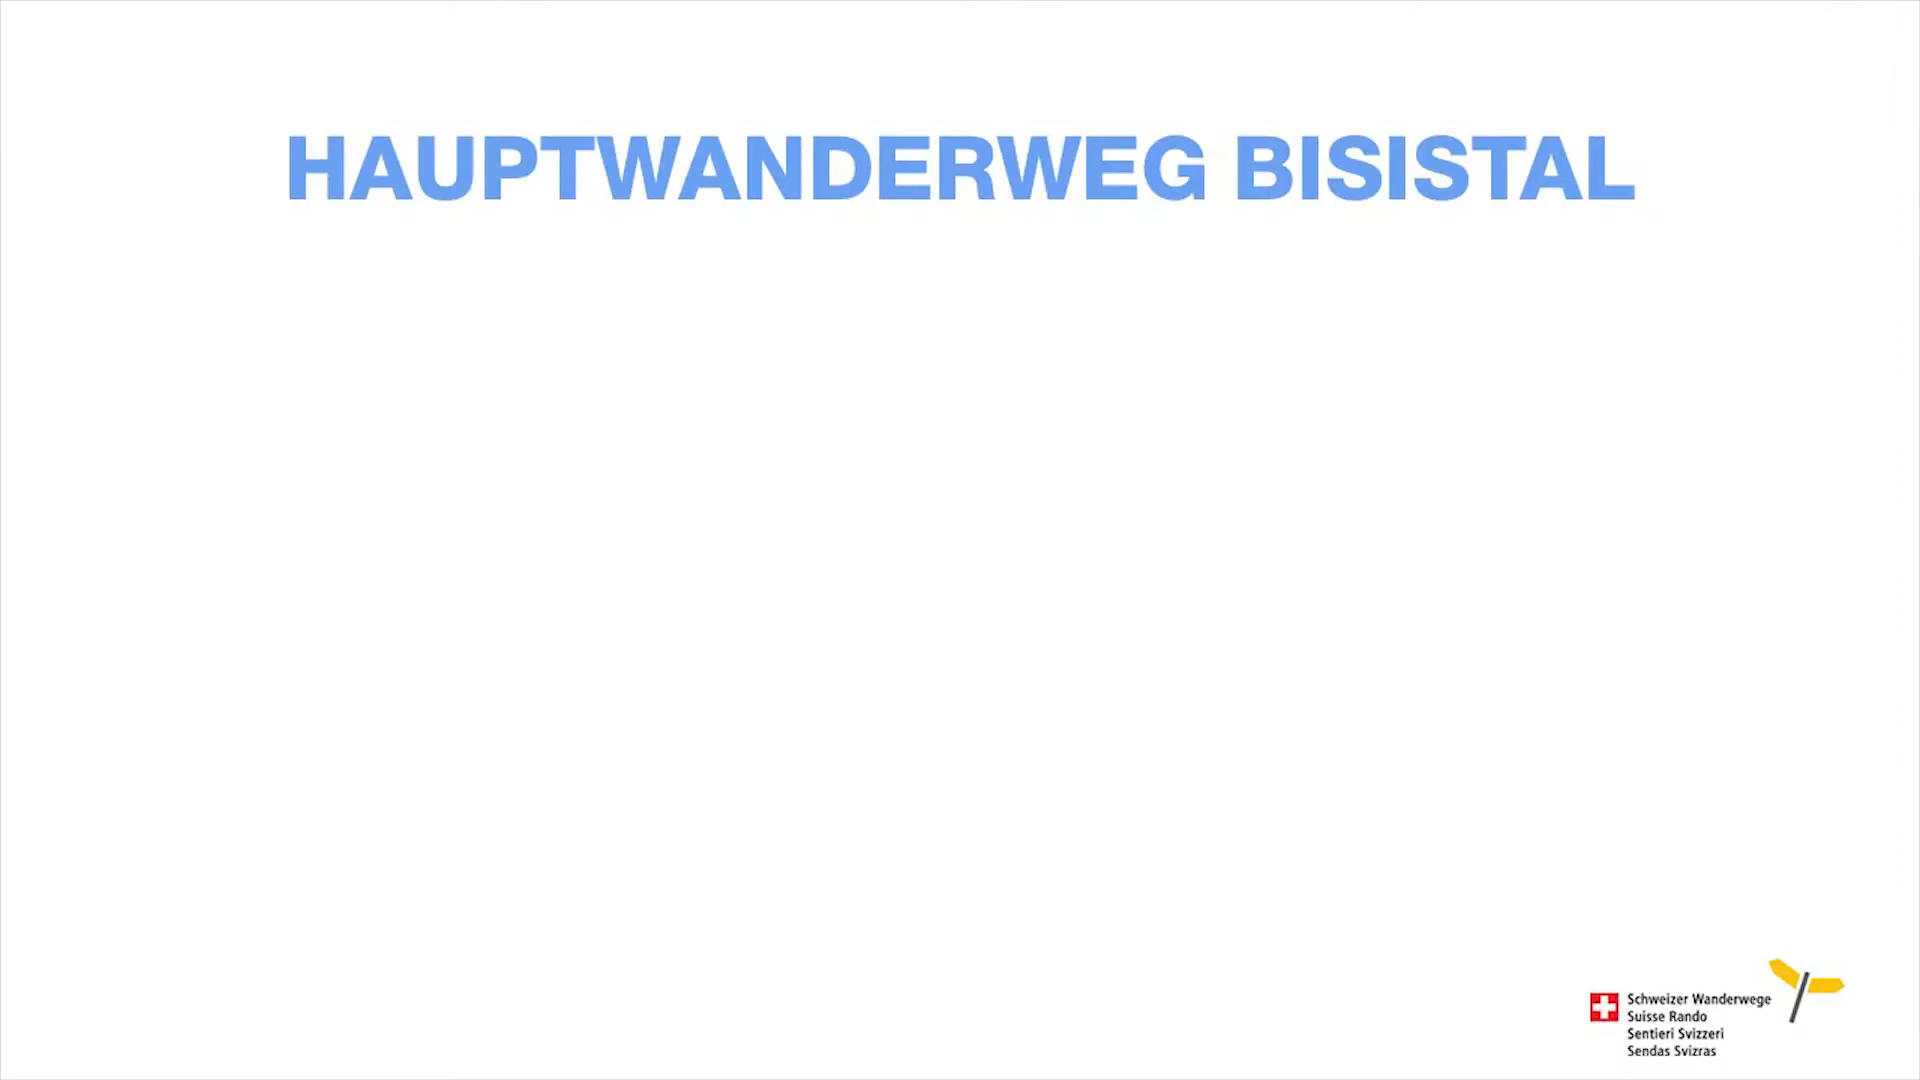 HAUPTWANDERWEG BISISTAL
Schweizer Wanderwege
Suisse Rando
Sentieri Svizzeri
Sendas Svizras